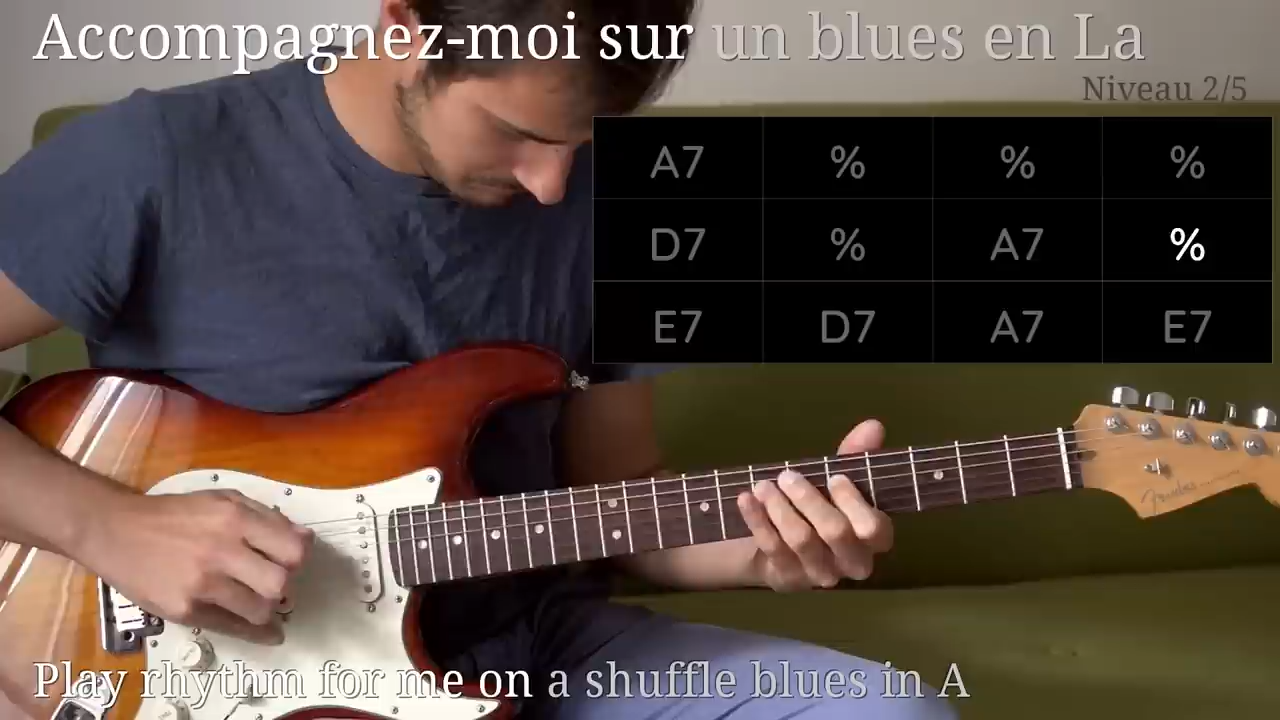 Accompagnez-moi sur un blues en La
Niveau 2/5
A7 % % %
D7 % A7 %
E7 D7 A7 E7
Fender
Play rhythm for me on a shuffle blues in A